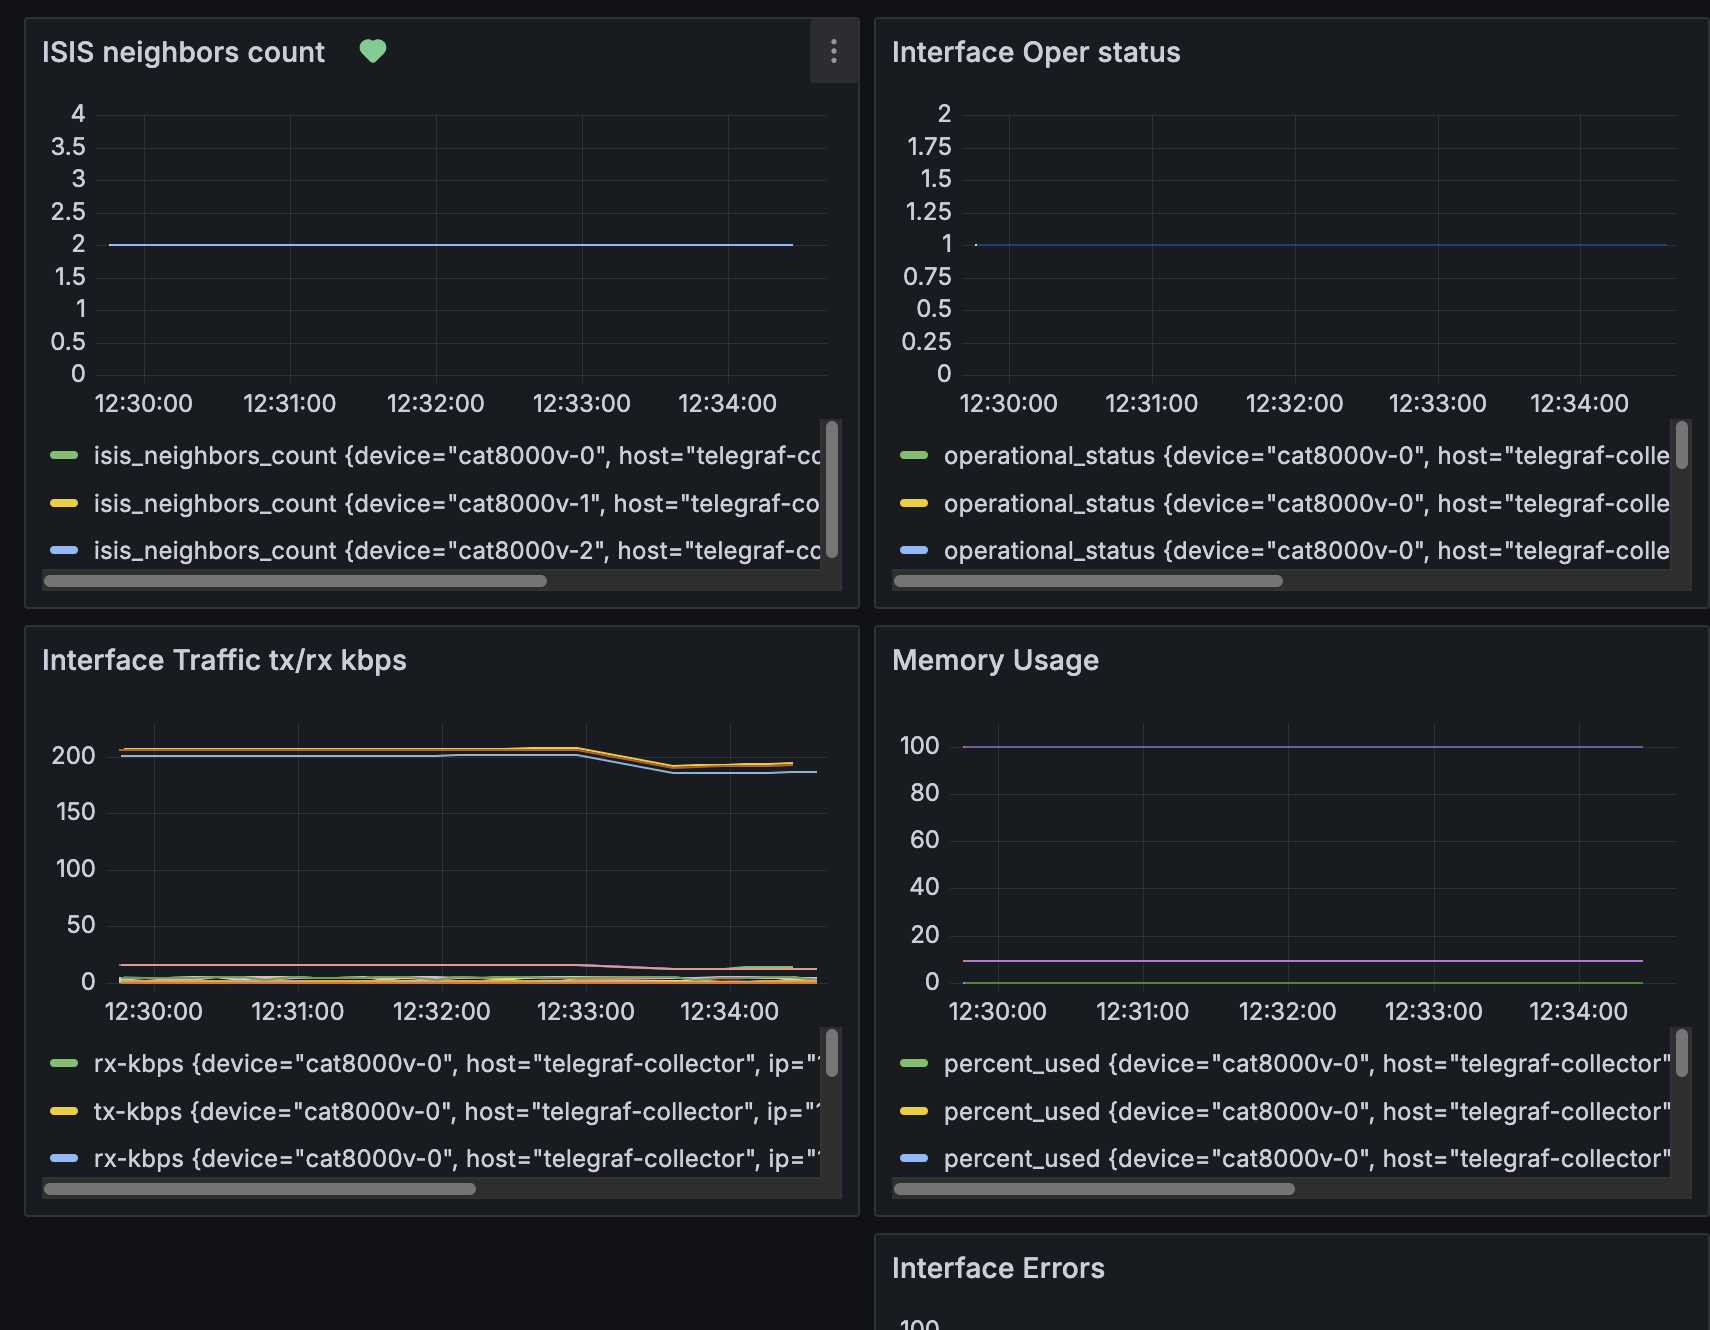 ISIS neighbors count
4
3.5
3
2.5
2
1.5
1
0.5
0
12:30:00 12:31:00 12:32:00 12:33:00 12:34:00
isis_neighbors_count {device="cat8000v-0", host="telegraf-co
isis_neighbors_count {device="cat8000v-1", host="telegraf-co
isis_neighbors_count {device="cat8000v-2", host="telegraf-co
Interface Oper status
2
1.75
1.5
1.25
1
0.75
0.5
0.25
0
12:30:00 12:31:00 12:32:00 12:33:00 12:34:00
operational_status {device="cat8000v-0", host="telegraf-colle
operational_status {device="cat8000v-0", host="telegraf-colle
operational_status {device="cat8000v-0", host="telegraf-colle
Interface Traffic tx/rx kbps
200
150
100
50
0
12:30:00 12:31:00 12:32:00 12:33:00 12:34:00
rx-kbps {device="cat8000v-0", host="telegraf-collector", ip="
tx-kbps {device="cat8000v-0", host="telegraf-collector", ip="
rx-kbps {device="cat8000v-0", host="telegraf-collector", ip="
Memory Usage
100
80
60
40
20
0
12:30:00 12:31:00 12:32:00 12:33:00 12:34:00
percent_used {device="cat8000v-0", host="telegraf-collector"
percent_used {device="cat8000v-0", host="telegraf-collector"
percent_used {device="cat8000v-0", host="telegraf-collector"
Interface Errors
100